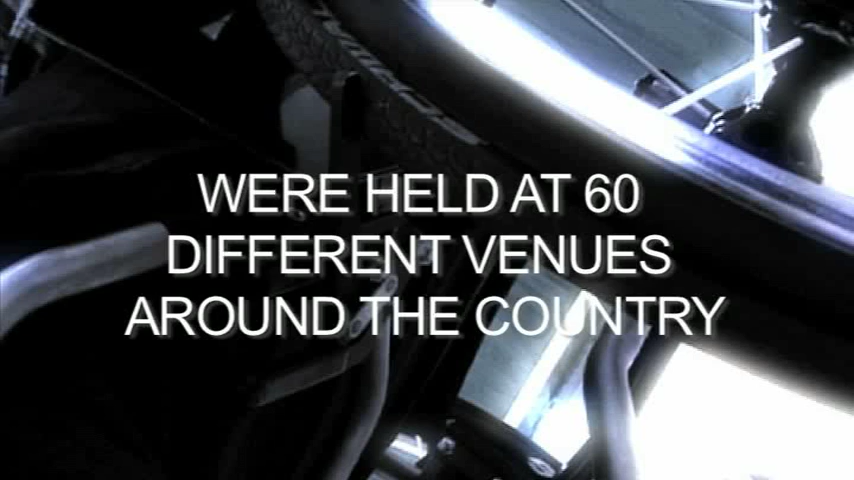 WERE HELD AT 60
DIFFERENT VENUES
AROUND THE COUNTRY